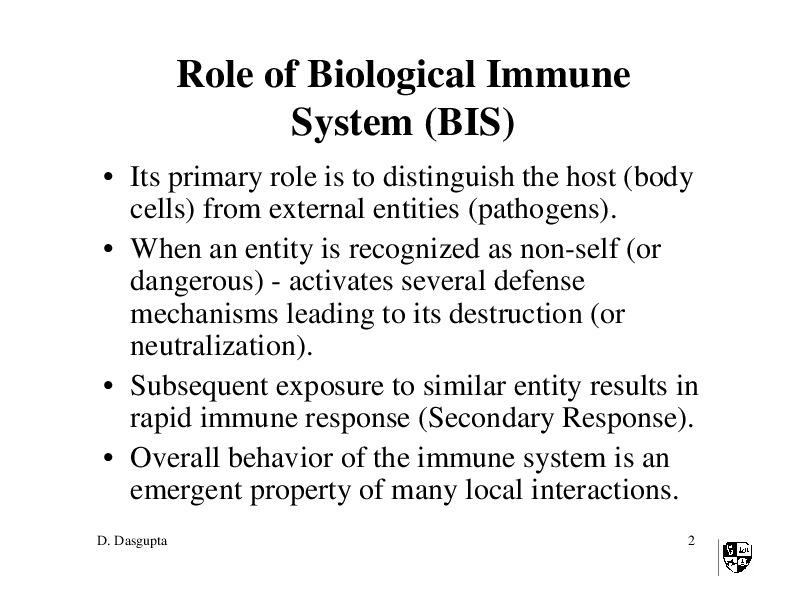 Role of Biological Immune
System (BIS)
• Its primary role is to distinguish the host (body
cells) from external entities (pathogens).
• When an entity is recognized as non-self (or
dangerous) - activates several defense
mechanisms leading to its destruction (or
neutralization).
• Subsequent exposure to similar entity results in
rapid immune response (Secondary Response).
• Overall behavior of the immune system is an
emergent property of many local interactions.
D. Dasgupta
2